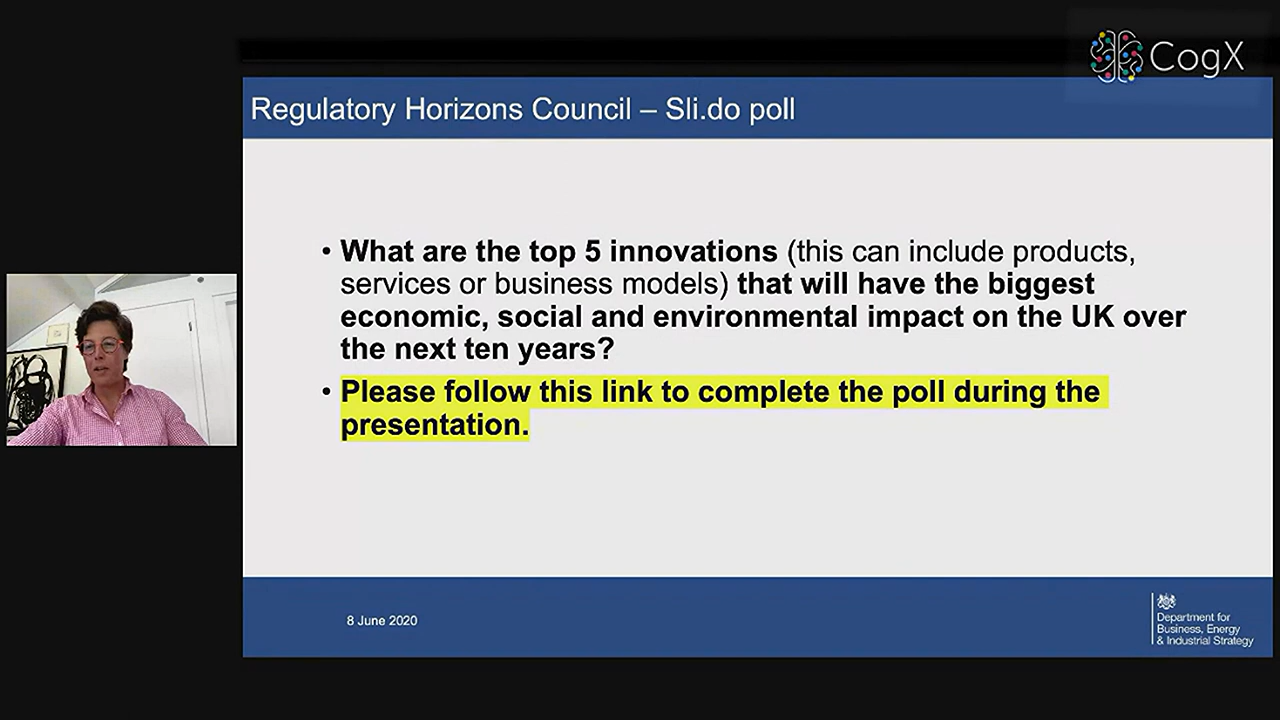 CogX
Regulatory Horizons Council – Sli.do poll
• What are the top 5 innovations (this can include products,
services or business models) that will have the biggest
economic, social and environmental impact on the UK over
the next ten years?
• Please follow this link to complete the poll during the
presentation.
8 June 2020
Department for
Business, Energy
& Industrial Strategy